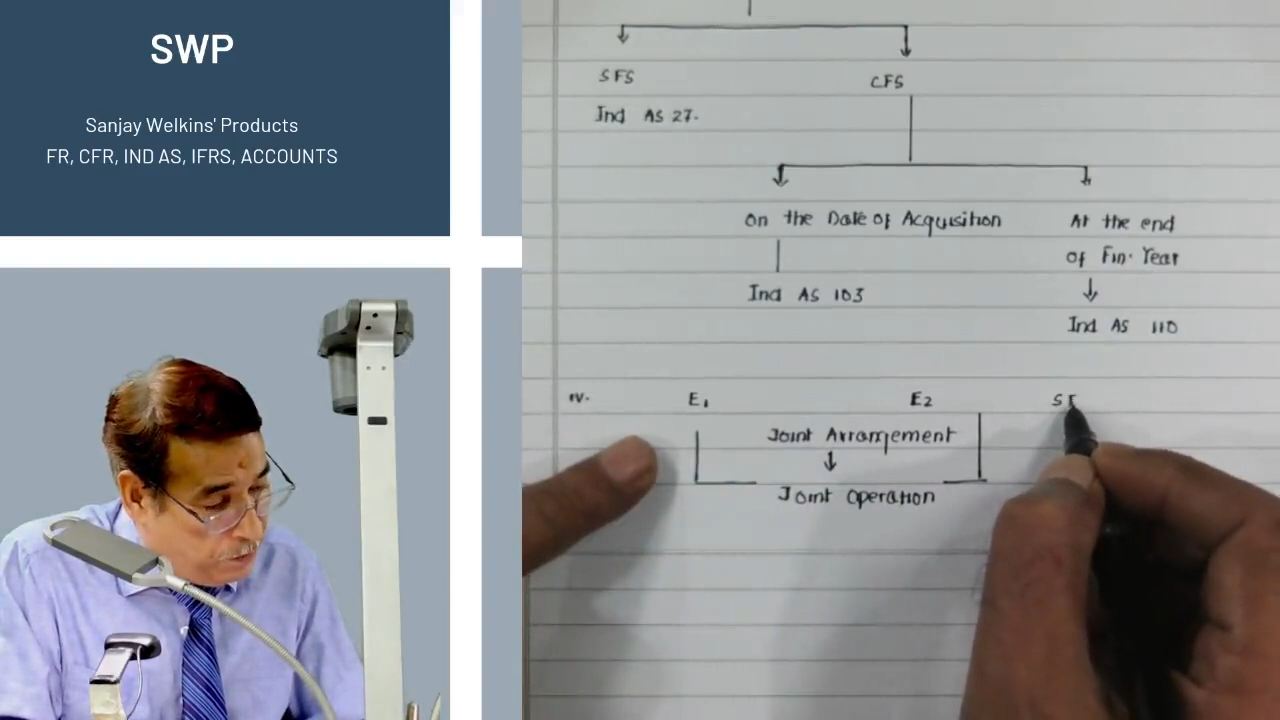 SWP
Sanjay Welkins' Products
FR, CFR, IND AS, IFRS, ACCOUNTS
SFS
CFS
Ind AS 27.
On the Date of Acquisition
At the end
of Fin. Year
Ind AS 103
Ind AS 110
IV.
E1
E2
Joint Arrangement
Joint Operation